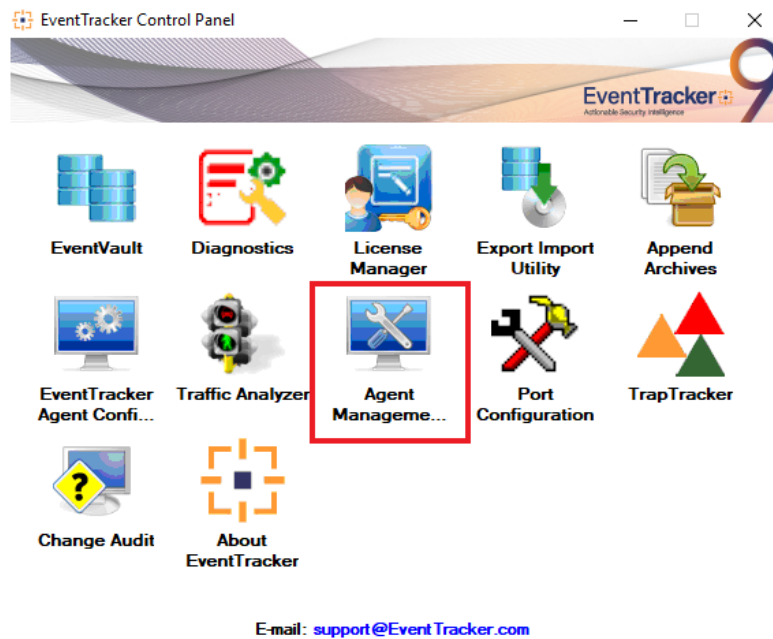 EventTracker Control Panel
EventTracker 9
Actionable Security Intelligence
EventVault
Diagnostics
License
Manager
Export Import
Utility
Append
Archives
EventTracker
Agent Confi...
Traffic Analyzer
Agent
Manageme...
Port
Configuration
TrapTracker
?
Change Audit
About
EventTracker
E-mail: support@EventTracker.com